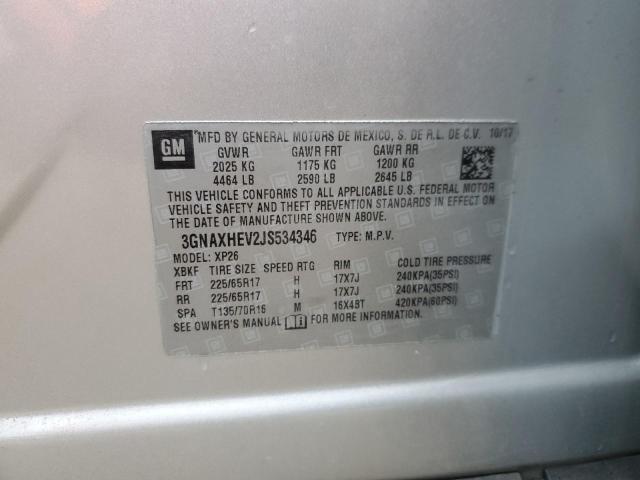 GM
MFD BY GENERAL MOTORS DE MEXICO, S. DE R.L. DE C.V. 10/17
GVWR GAWR FRT GAWR RR
2025 KG 1175 KG 1200 KG
4464 LB 2590 LB 2645 LB
THIS VEHICLE CONFORMS TO ALL APPLICABLE U.S. FEDERAL MOTOR
VEHICLE SAFETY AND THEFT PREVENTION STANDARDS IN EFFECT ON
THE DATE OF MANUFACTURE SHOWN ABOVE.
3GNAXHEV2JS534346 TYPE: M.P.V.
MODEL: XP26
XBKF TIRE SIZE SPEED RTG RIM COLD TIRE PRESSURE
FRT 225/65R17 H 17X7J 240KPA(35PSI)
RR 225/65R17 H 17X7J 240KPA(35PSI)
SPA T135/70R16 M 16X4BT 420KPA(60PSI)
SEE OWNER'S MANUAL FOR MORE INFORMATION.